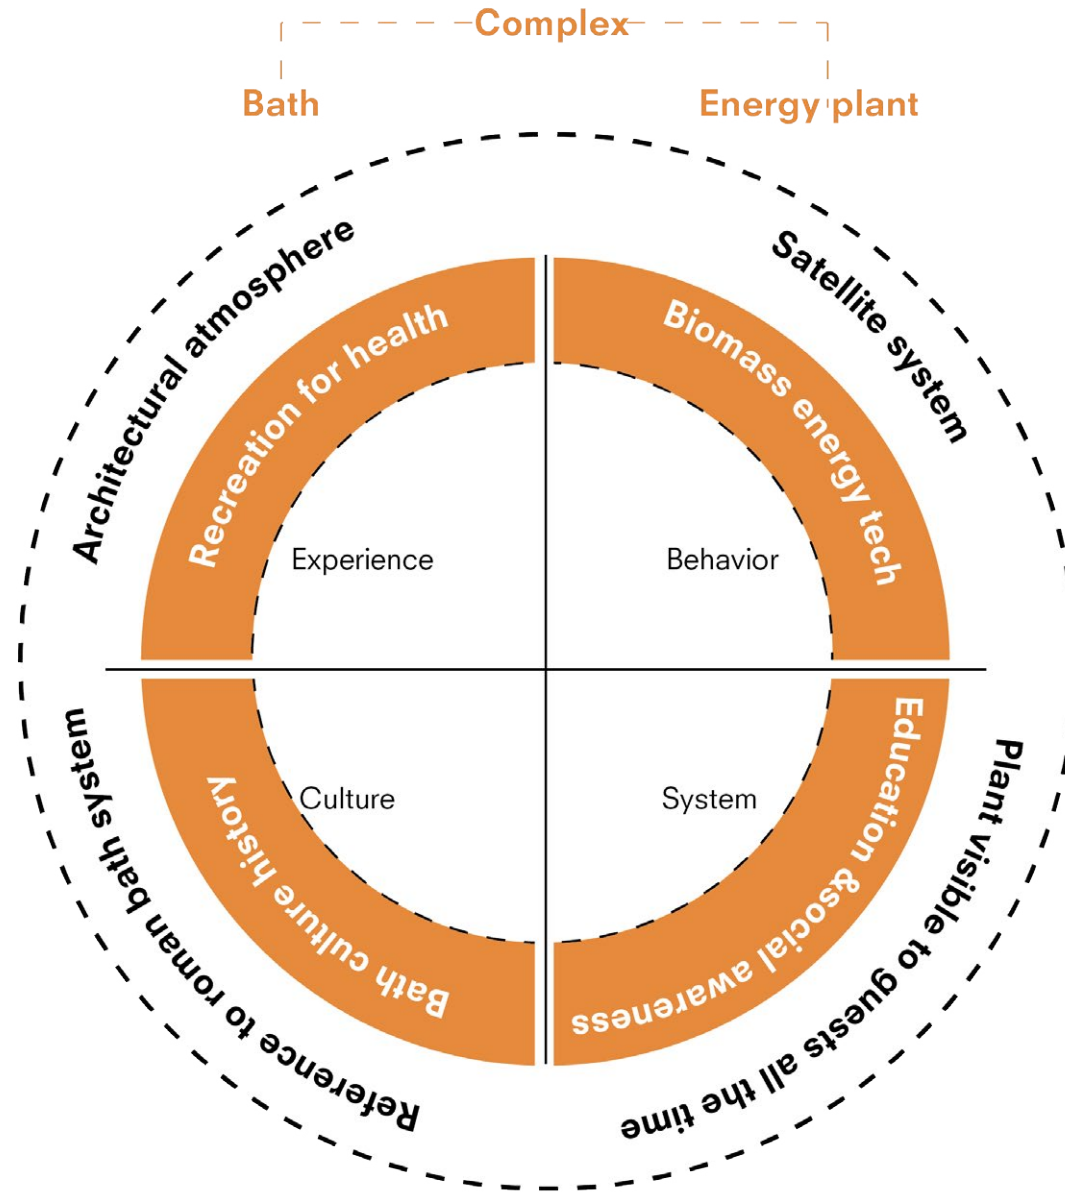 Complex
Bath
Energy plant
Architectural atmosphere
Satellite system
Recreation for health
Biomass energy tech
Experience
Behavior
Culture
System
Bath culture history
Education &social awareness
Reference to roman bath system
Plant visible to guests all the time